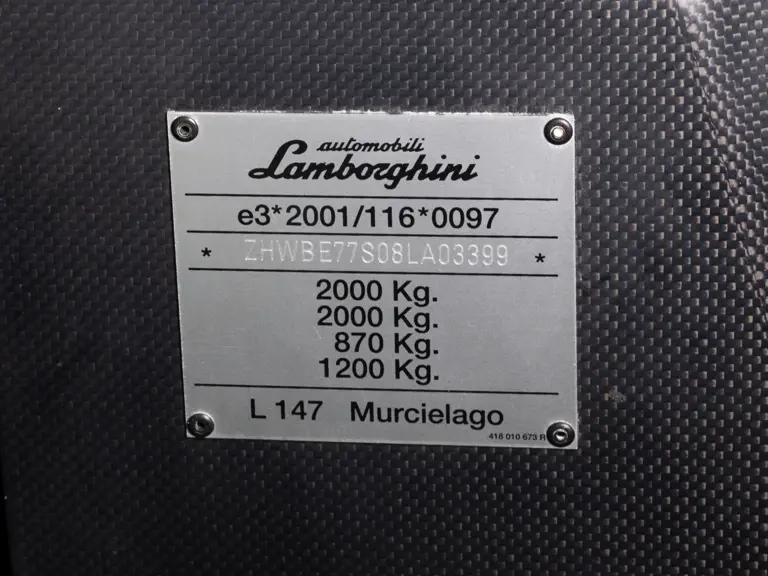 automobili
Lamborghini
e3*2001/116*0097
* ZHWBE77S08LA03399 *
2000 Kg.
2000 Kg.
870 Kg.
1200 Kg.
L 147 Murcielago
418 010 673 R